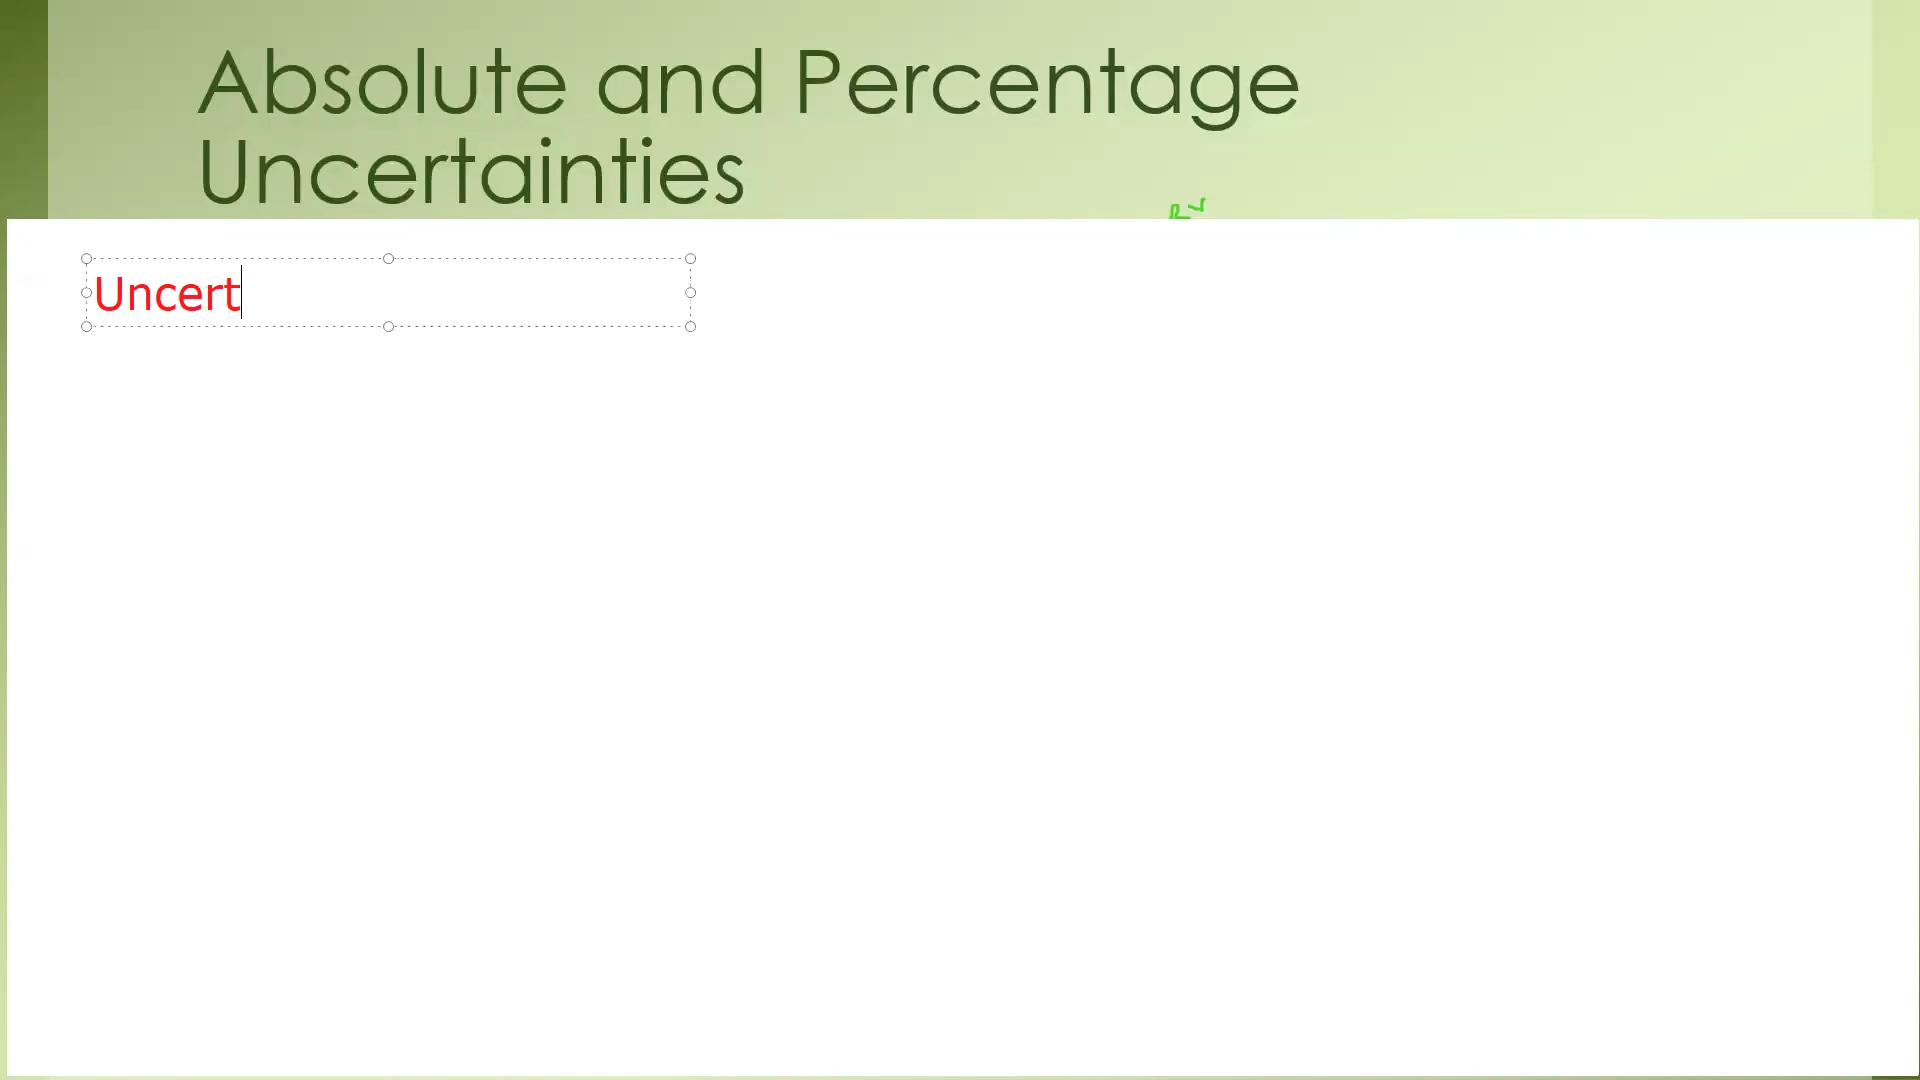 Absolute and Percentage
Uncertainties
Uncert